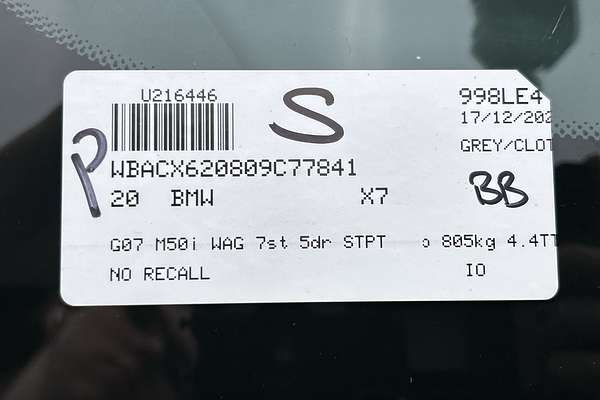 U216446
S
998LE4
17/12/202
P
WBACX620809C77841
GREY/CLOT
20 BMW X7
BB
G07 M50i WAG 7st 5dr STPT o 805kg 4.4TT
NO RECALL IO